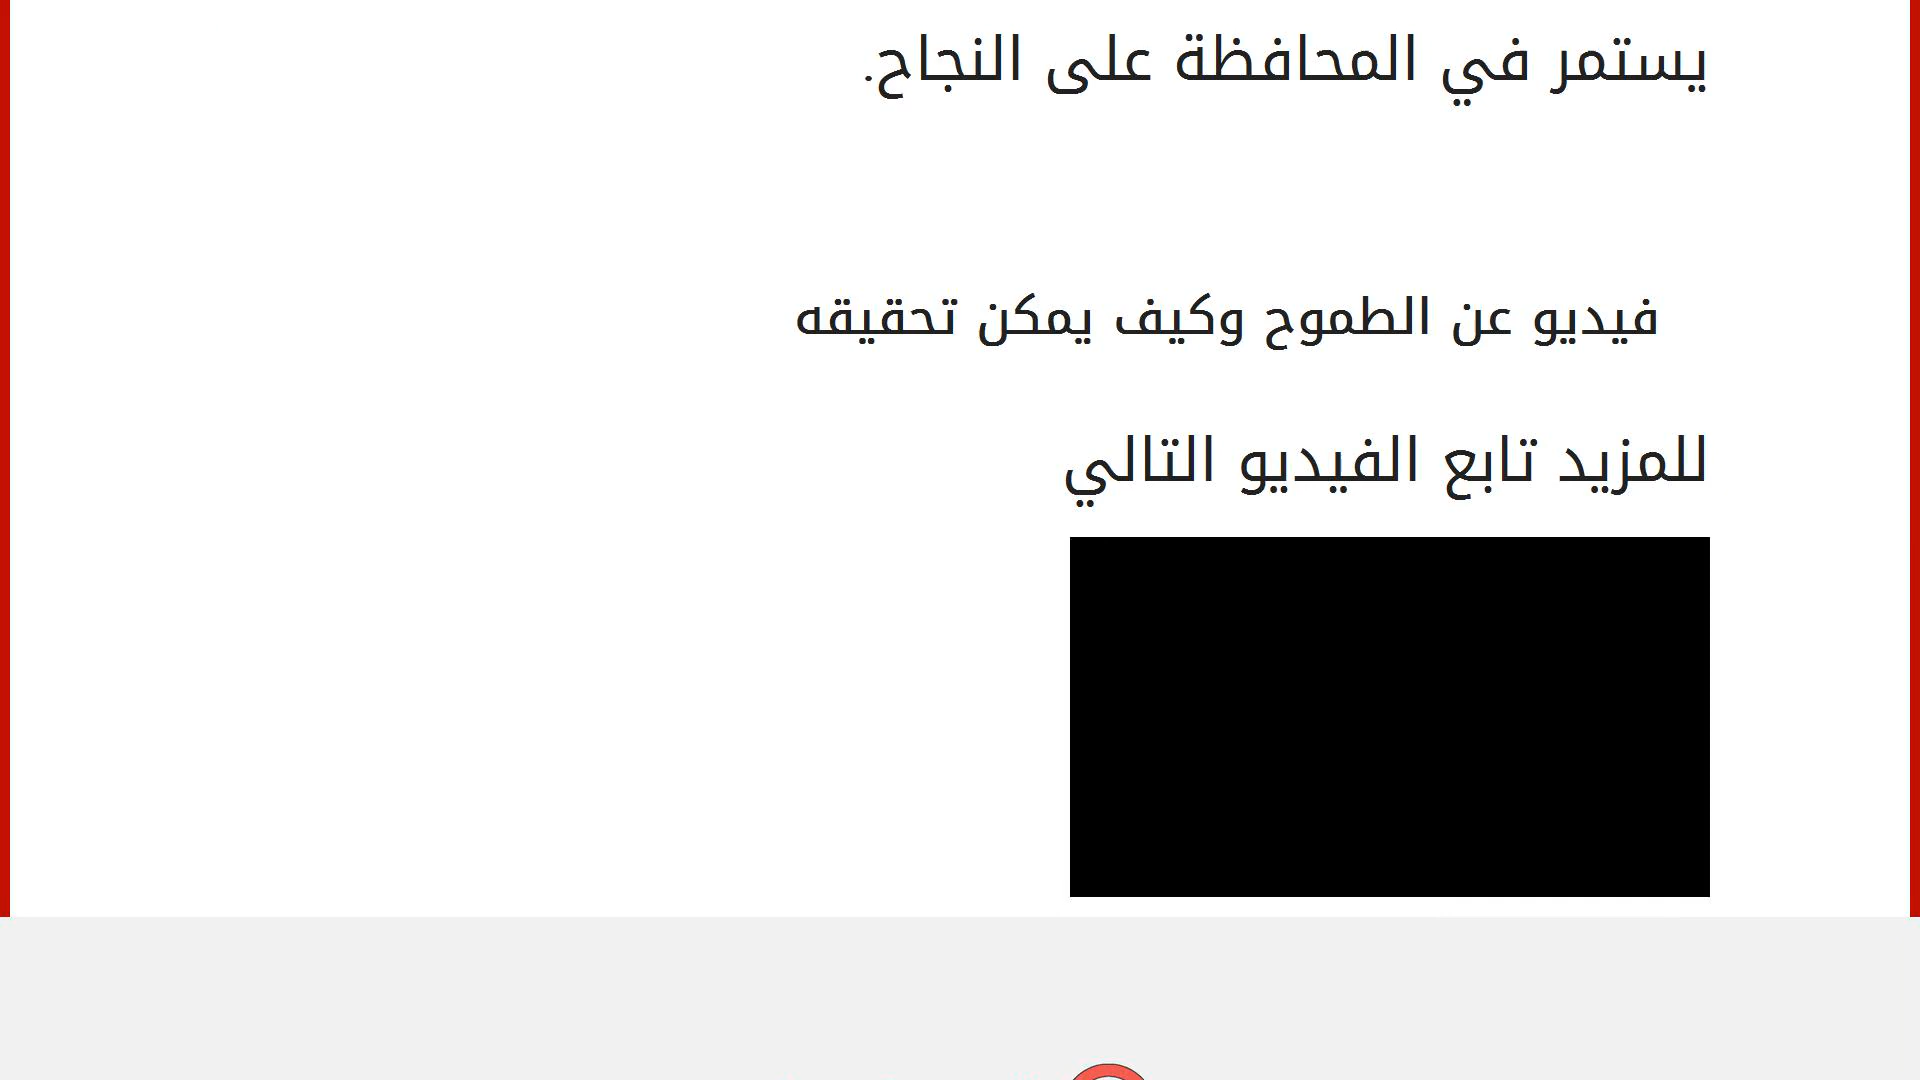 يستمر في المحافظة على النجاح.
فيديو عن الطموح وكيف يمكن تحقيقه
للمزيد تابع الفيديو التالي